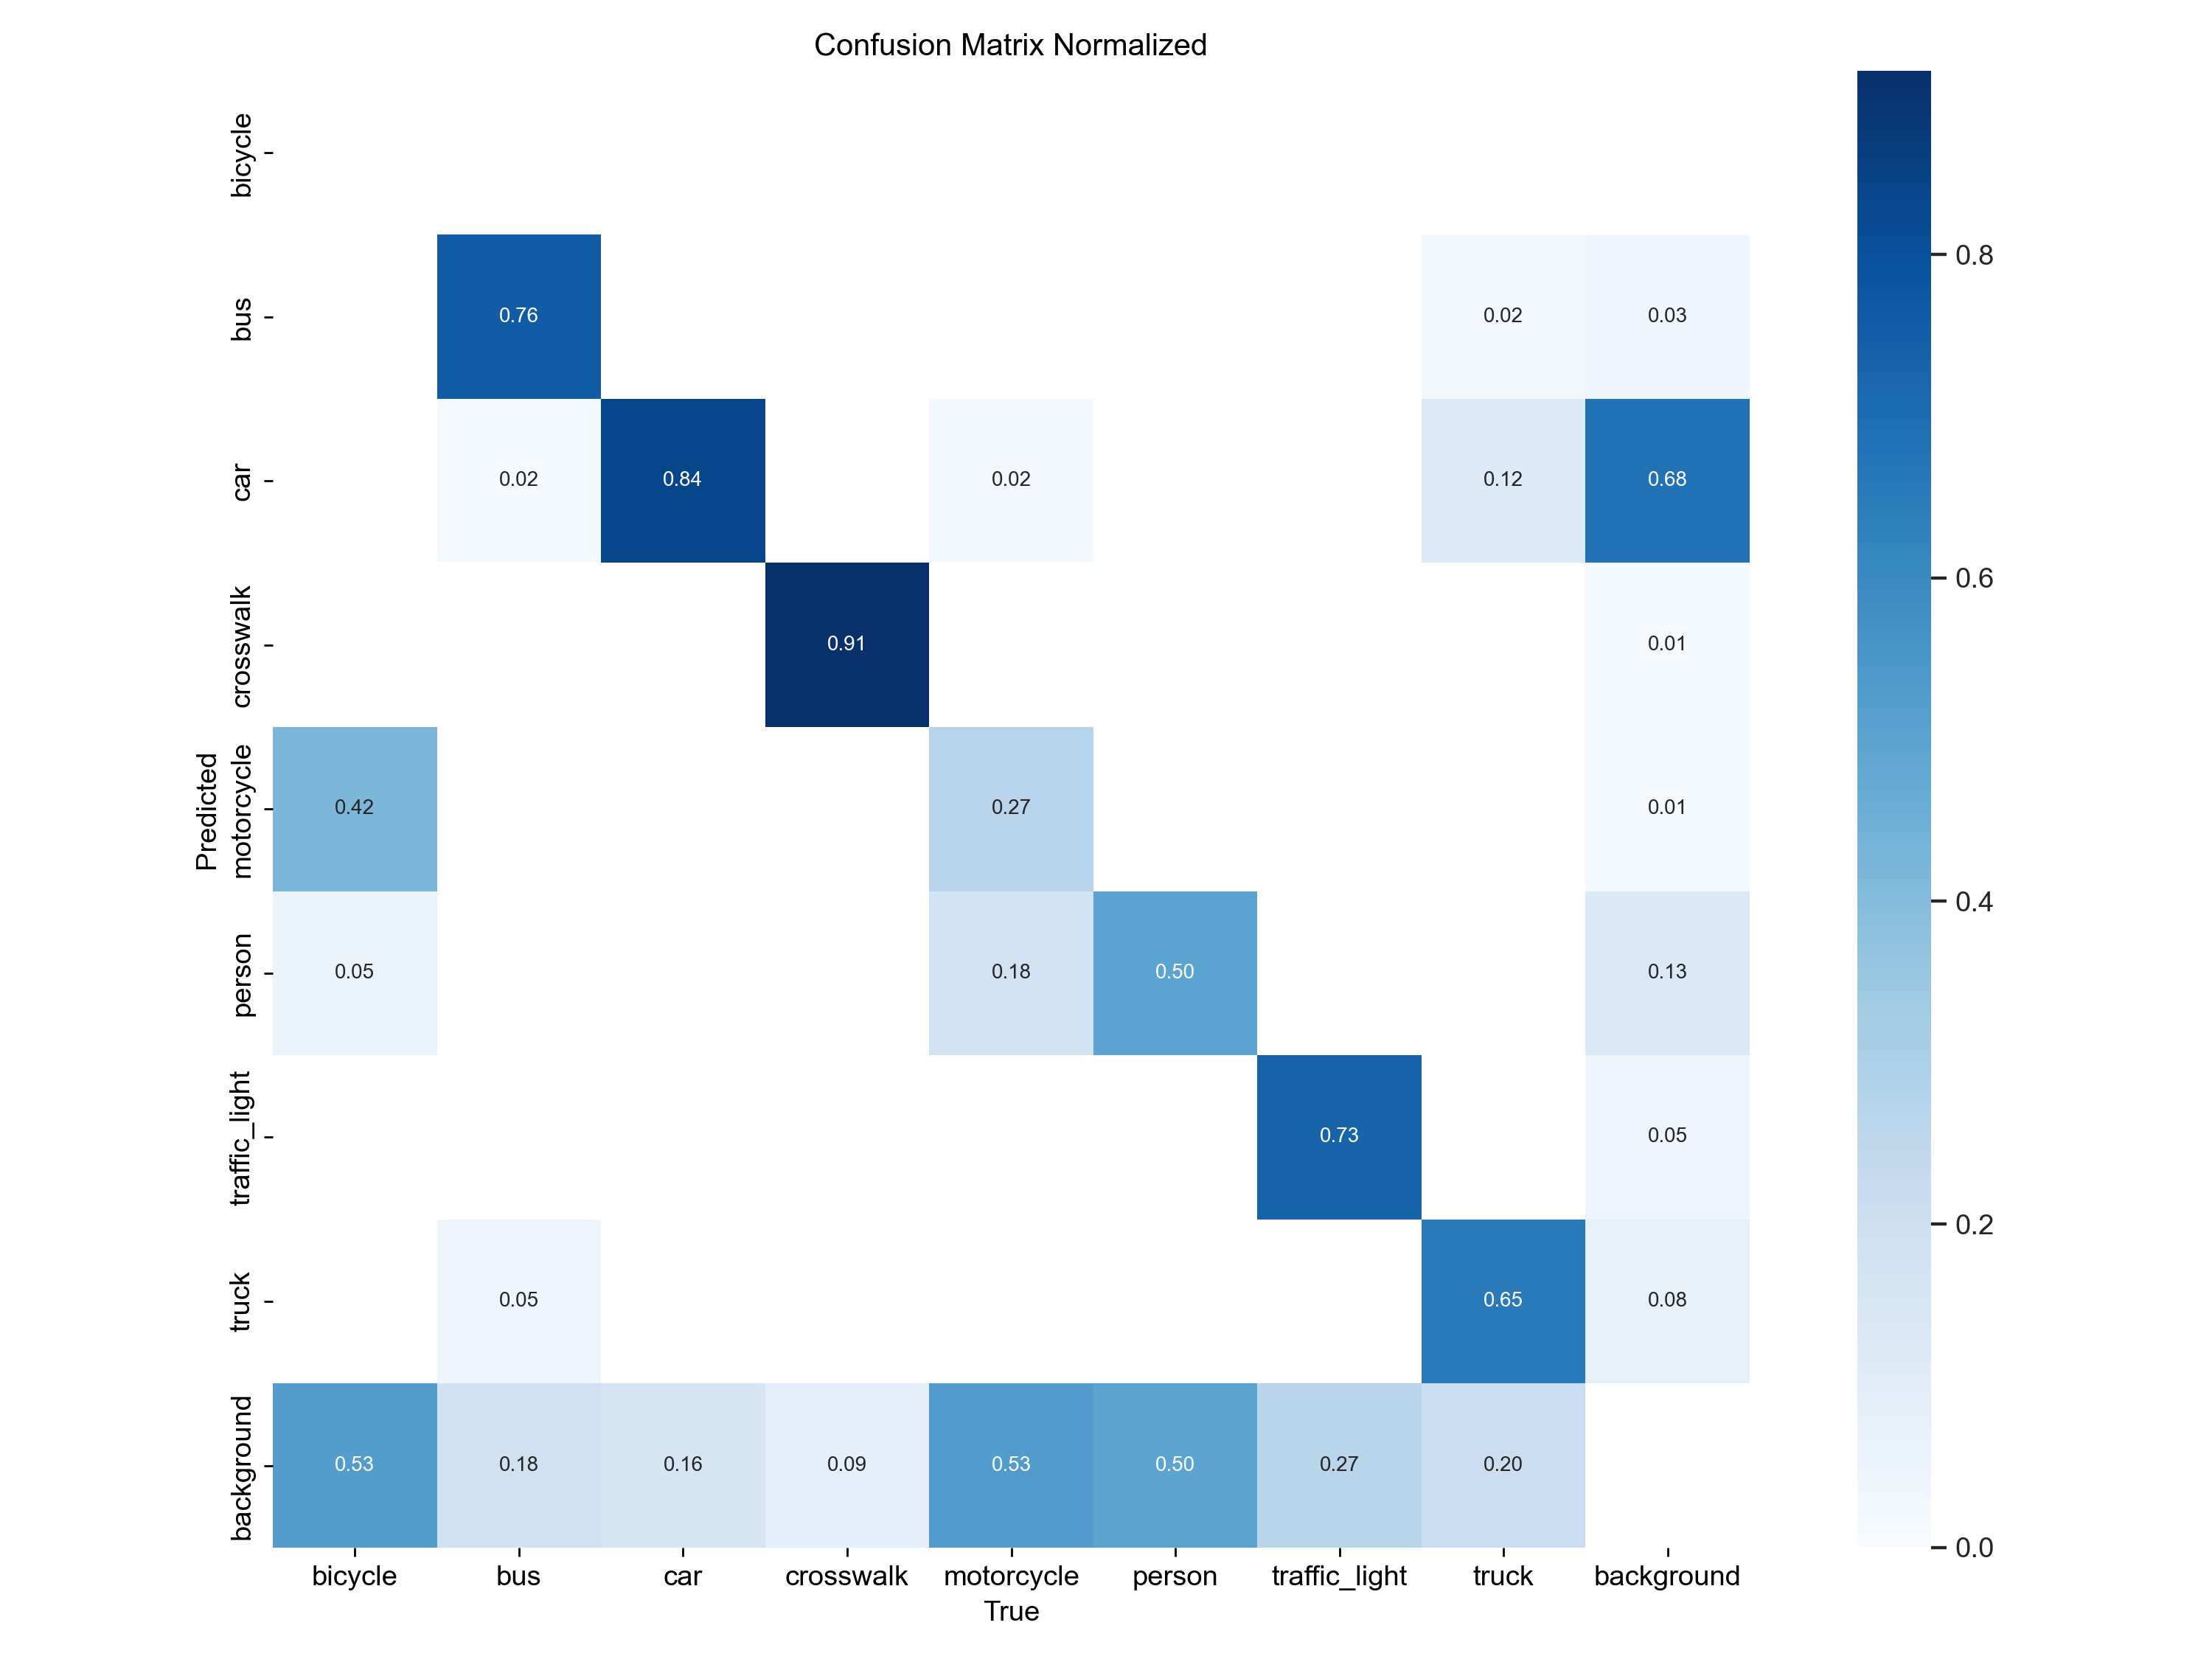 Confusion Matrix Normalized
Predicted
bicycle
bus 0.76 0.02 0.03
car 0.02 0.84 0.02 0.12 0.68
crosswalk 0.91 0.01
motorcycle 0.42 0.27 0.01
person 0.05 0.18 0.50 0.13
traffic_light 0.73 0.05
truck 0.05 0.65 0.08
background 0.53 0.18 0.16 0.09 0.53 0.50 0.27 0.20
bicycle bus car crosswalk motorcycle person traffic_light truck background
True
0.8
0.6
0.4
0.2
0.0